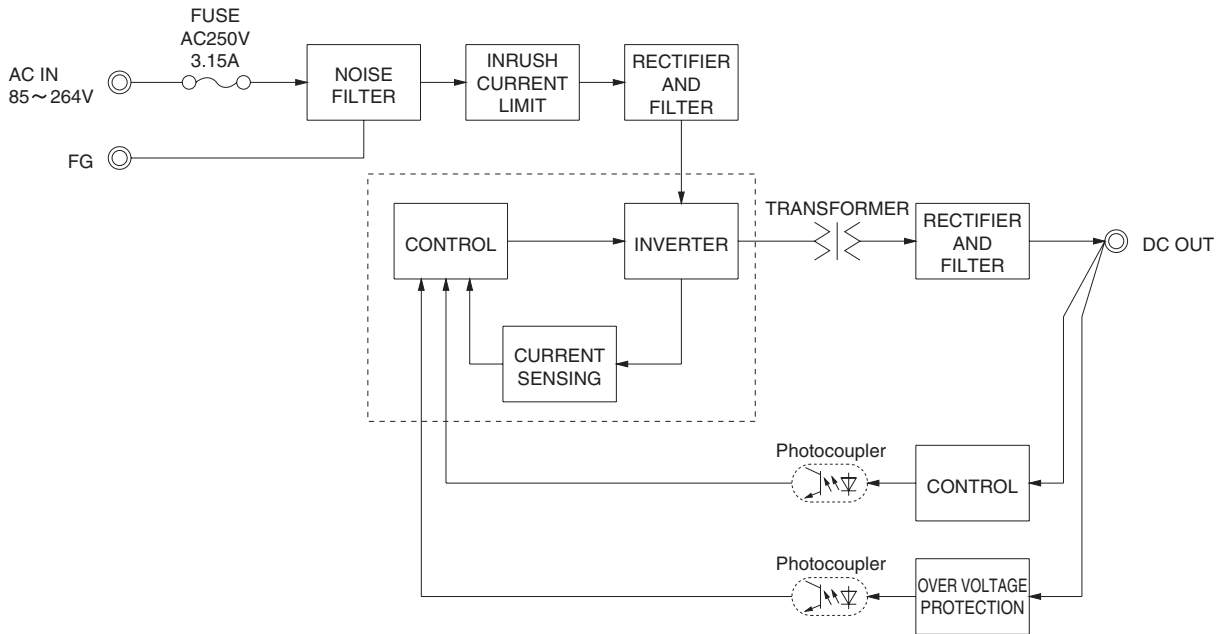 FUSE
AC250V
3.15A
AC IN
85～264V
NOISE
FILTER
INRUSH
CURRENT
LIMIT
RECTIFIER
AND
FILTER
FG
CONTROL
INVERTER
TRANSFORMER
RECTIFIER
AND
FILTER
DC OUT
CURRENT
SENSING
Photocoupler
CONTROL
Photocoupler
OVER VOLTAGE
PROTECTION